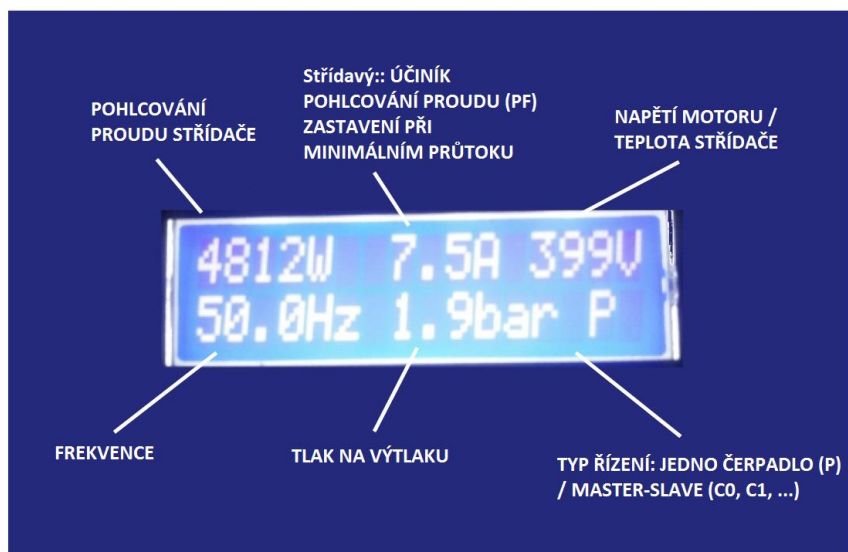 Střídavý:: ÚČINÍK
POHLCOVÁNÍ PROUDU (PF)
ZASTAVENÍ PŘI
MINIMÁLNÍM PRŮTOKU
POHLCOVÁNÍ
PROUDU STŘÍDAČE
NAPĚTÍ MOTORU /
TEPLOTA STŘÍDAČE
4812W 7.5A 399V
50.0Hz 1.9bar P
FREKVENCE
TLAK NA VÝTLAKU
TYP ŘÍZENÍ: JEDNO ČERPADLO (P)
/ MASTER-SLAVE (C0, C1, ...)